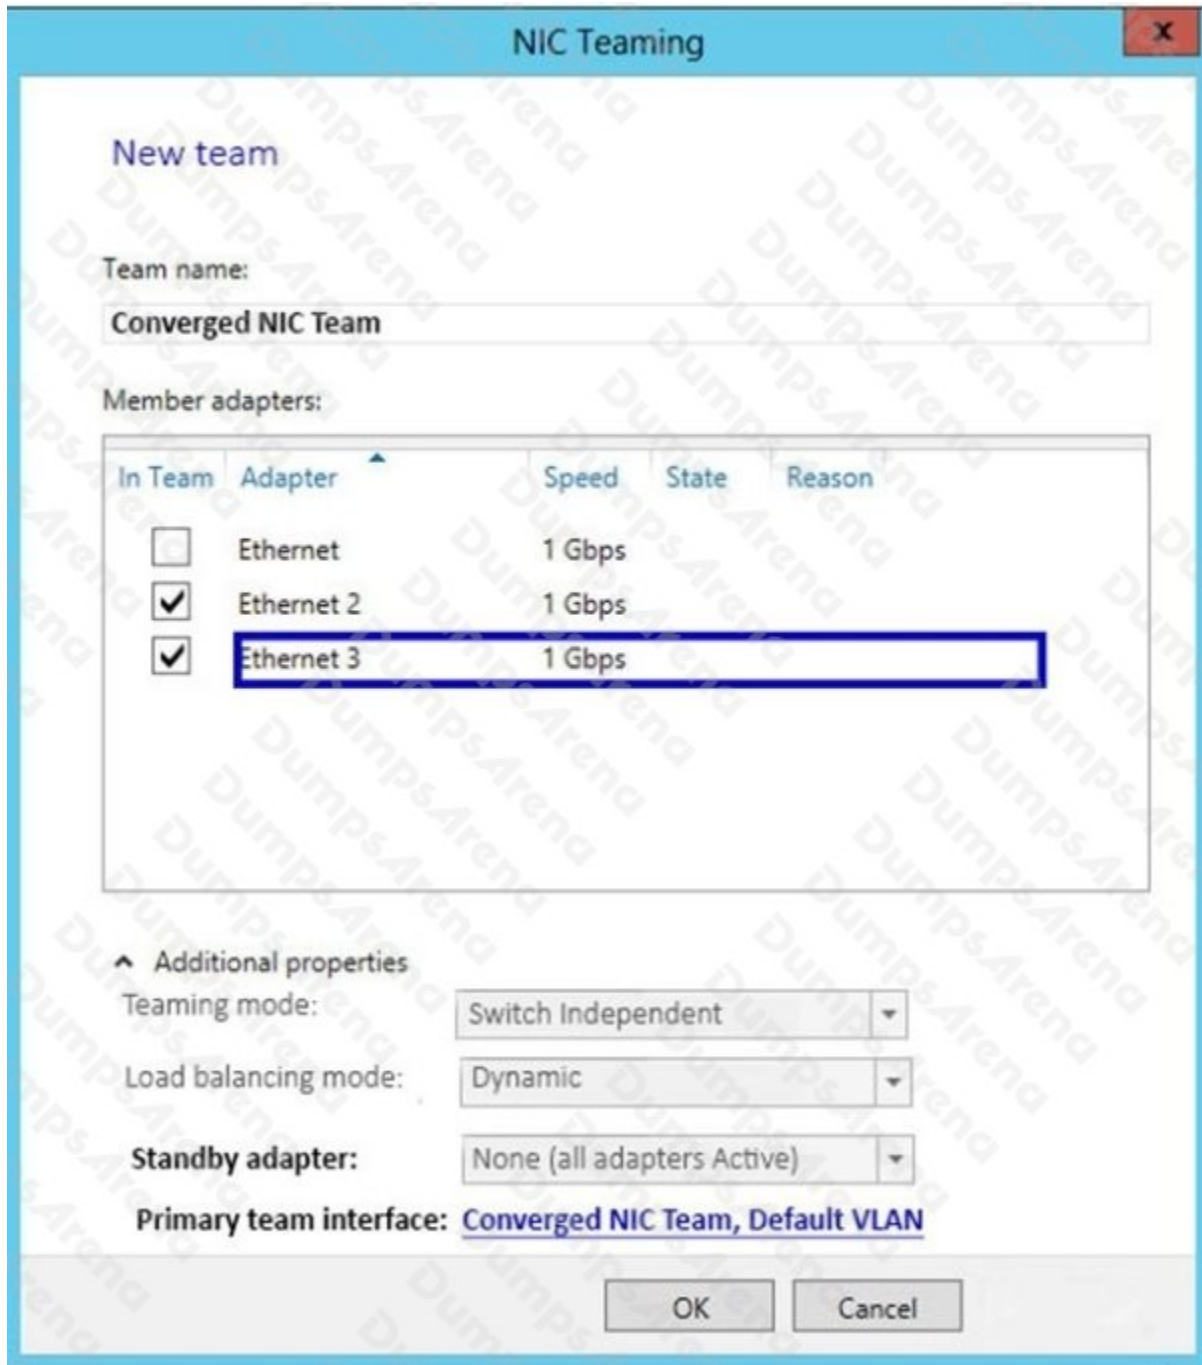 NIC Teaming
x
New team
Team name:
Converged NIC Team
Member adapters:
In Team Adapter Speed State Reason
Ethernet 1 Gbps
Ethernet 2 1 Gbps
Ethernet 3 1 Gbps
Additional properties
Teaming mode: Switch Independent
Load balancing mode: Dynamic
Standby adapter: None (all adapters Active)
Primary team interface: Converged NIC Team, Default VLAN
OK Cancel
DumpsArena